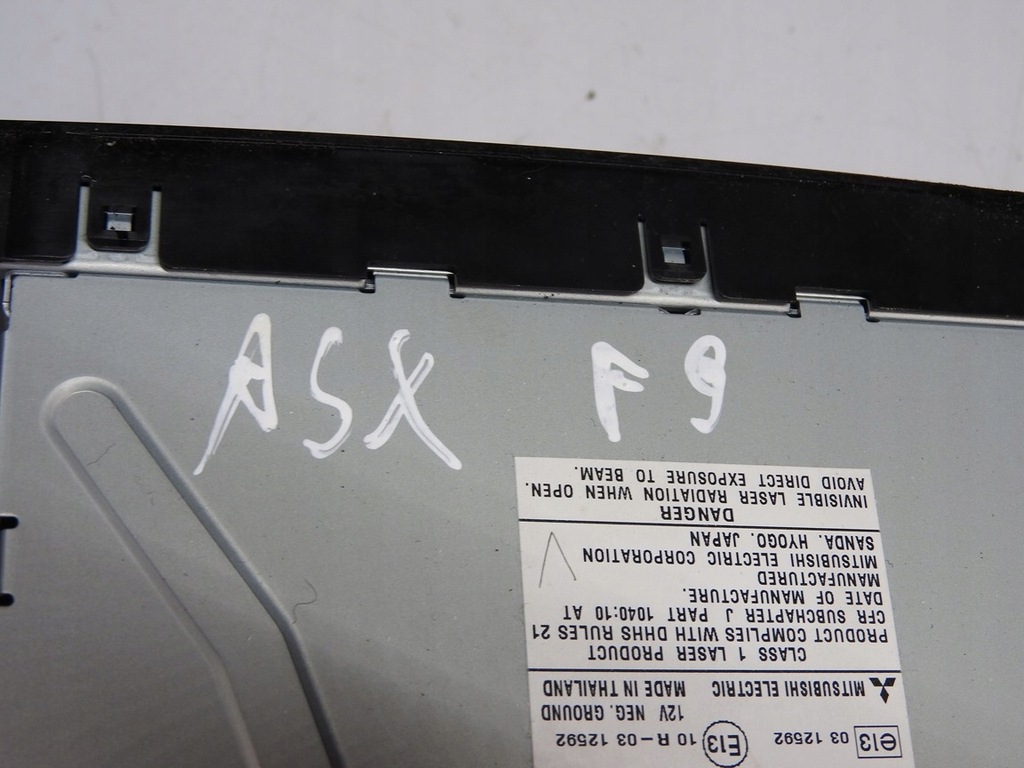 ASX F9
e13 03 12592 E13 10 R-03 12592
12V NEG. GROUND
MITSUBISHI ELECTRIC MADE IN THAILAND
CLASS 1 LASER PRODUCT
PRODUCT COMPLIES WITH DHHS RULES 21
CFR SUBCHAPTER J, PART 1040:10 AT
DATE OF MANUFACTURE.
MANUFACTURED
MITSUBISHI ELECTRIC CORPORATION
SANDA. HYOGO. JAPAN
DANGER
INVISIBLE LASER RADIATION WHEN OPEN.
AVOID DIRECT EXPOSURE TO BEAM.